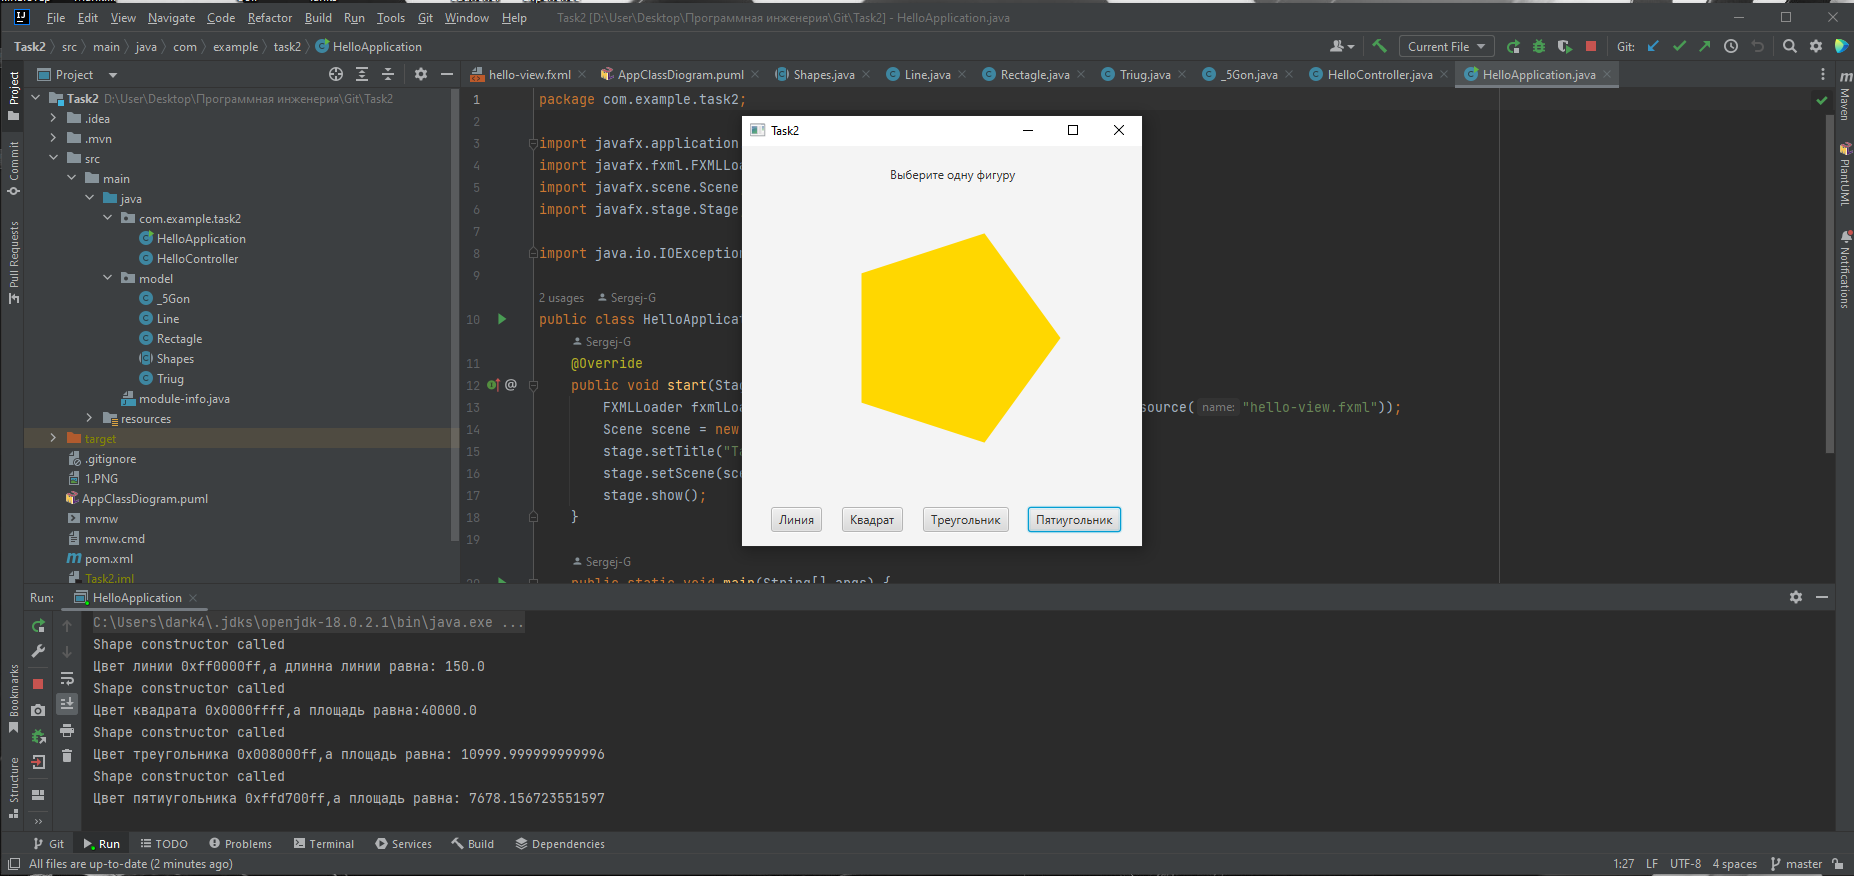 File Edit View Navigate Code Refactor Build Run Tools Git Window Help Task2 [D:\User\Desktop\Программная инженерия\Git\Task2] - HelloApplication.java
Task2 src main java com example task2 HelloApplication Current File Git:
Project
hello-view.fxml AppClassDiogram.puml Shapes.java Line.java Rectagle.java Triug.java _5Gon.java HelloController.java HelloApplication.java
Task2 D:\User\Desktop\Программная инженерия\Git\Task2
.idea
.mvn
src
main
java
com.example.task2
HelloApplication
HelloController
model
_5Gon
Line
Rectagle
Shapes
Triug
module-info.java
resources
target
.gitignore
1.PNG
AppClassDiogram.puml
mvnw
mvnw.cmd
pom.xml
Task2.iml
1 package com.example.task2;
2
3 import javafx.application
4 import javafx.fxml.FXMLLoa
5 import javafx.scene.Scene
6 import javafx.stage.Stage
7
8 import java.io.IOException
9
2 usages Sergej-G
10 public class HelloApplicat
Sergej-G
11 @Override
12 @ public void start(Stag
13 FXMLLoader fxmlLoa source( name: "hello-view.fxml"));
14 Scene scene = new
15 stage.setTitle("Ta
16 stage.setScene(sce
17 stage.show();
18 }
19
Sergej-G
20 public static void main(String[] args) {
Task2
Выберите одну фигуру
Линия Квадрат Треугольник Пятиугольник
Project
Commit
Pull Requests
Bookmarks
Structure
Maven
PlantUML
Notifications
Run: HelloApplication
C:\Users\dark4\.jdks\openjdk-18.0.2.1\bin\java.exe ...
Shape constructor called
Цвет линии 0xff0000ff,а длинна линии равна: 150.0
Shape constructor called
Цвет квадрата 0x0000ffff,а площадь равна:40000.0
Shape constructor called
Цвет треугольника 0x008000ff,а площадь равна: 10999.999999999996
Shape constructor called
Цвет пятиугольника 0xffd700ff,а площадь равна: 7678.156723551597
Git Run TODO Problems Terminal Services Build Dependencies
All files are up-to-date (2 minutes ago) 1:27 LF UTF-8 4 spaces master